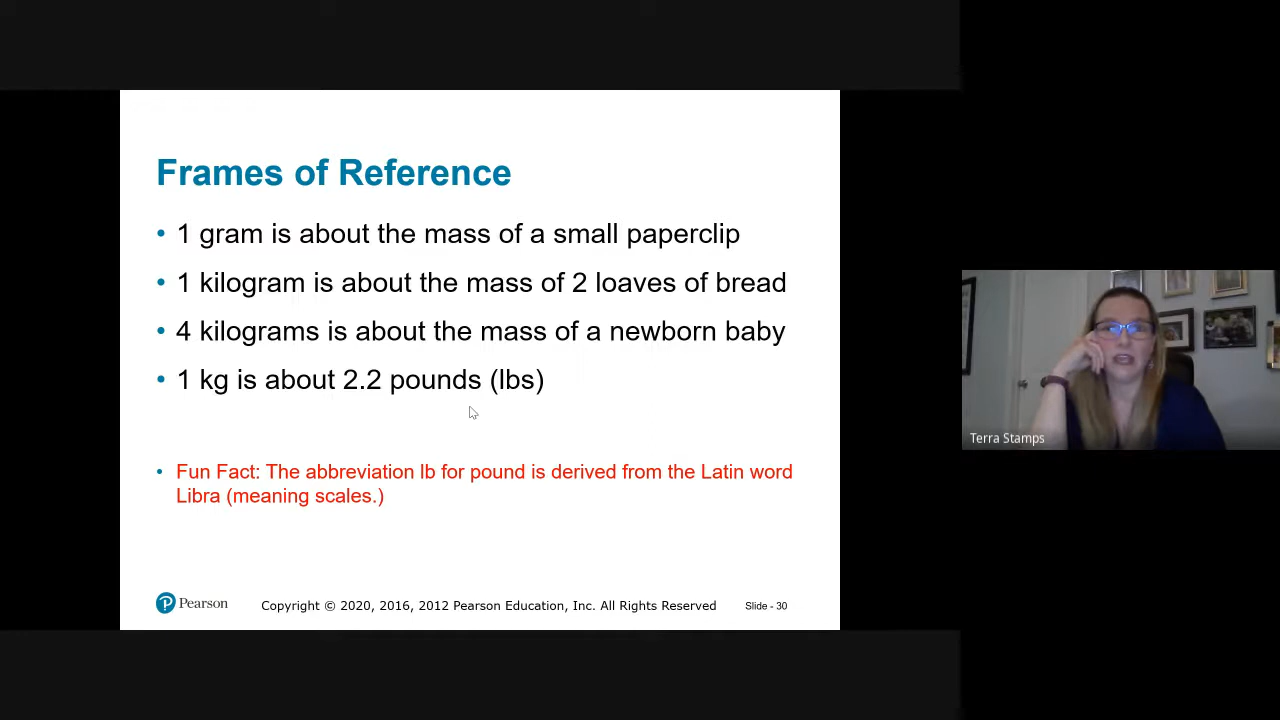 Frames of Reference
• 1 gram is about the mass of a small paperclip
• 1 kilogram is about the mass of 2 loaves of bread
• 4 kilograms is about the mass of a newborn baby
• 1 kg is about 2.2 pounds (lbs)
• Fun Fact: The abbreviation lb for pound is derived from the Latin word
Libra (meaning scales.)
Pearson
Copyright © 2020, 2016, 2012 Pearson Education, Inc. All Rights Reserved
Slide - 30
Terra Stamps